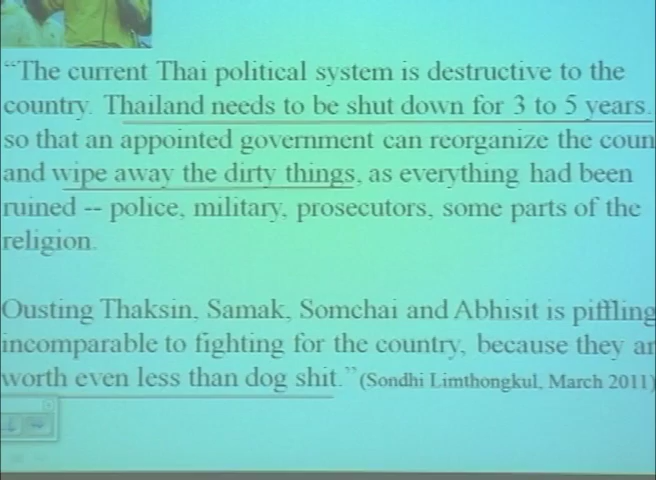 “The current Thai political system is destructive to the
country. Thailand needs to be shut down for 3 to 5 years.
so that an appointed government can reorganize the coun
and wipe away the dirty things, as everything had been
ruined -- police, military, prosecutors, some parts of the
religion.
Ousting Thaksin, Samak, Somchai and Abhisit is piffling
incomparable to fighting for the country, because they ar
worth even less than dog shit.” (Sondhi Limthongkul, March 2011)